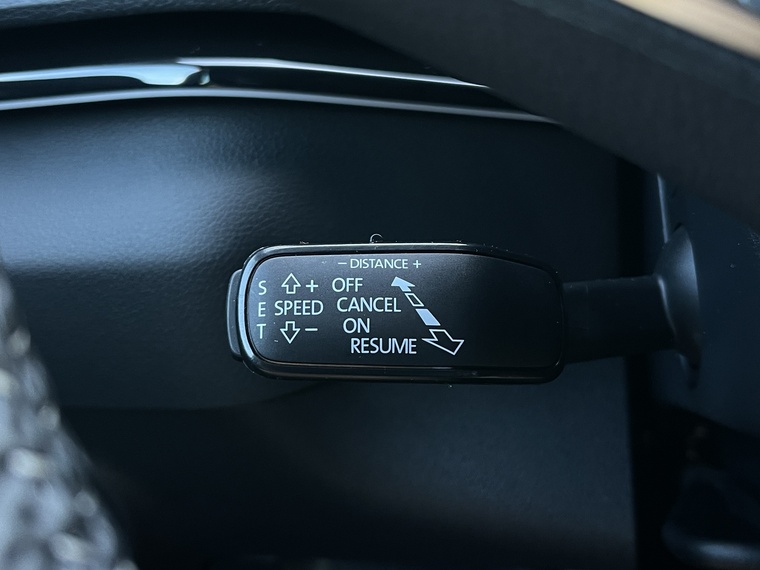 − DISTANCE +
S ⇧ + OFF
E SPEED CANCEL
T ⇩ − ON
RESUME